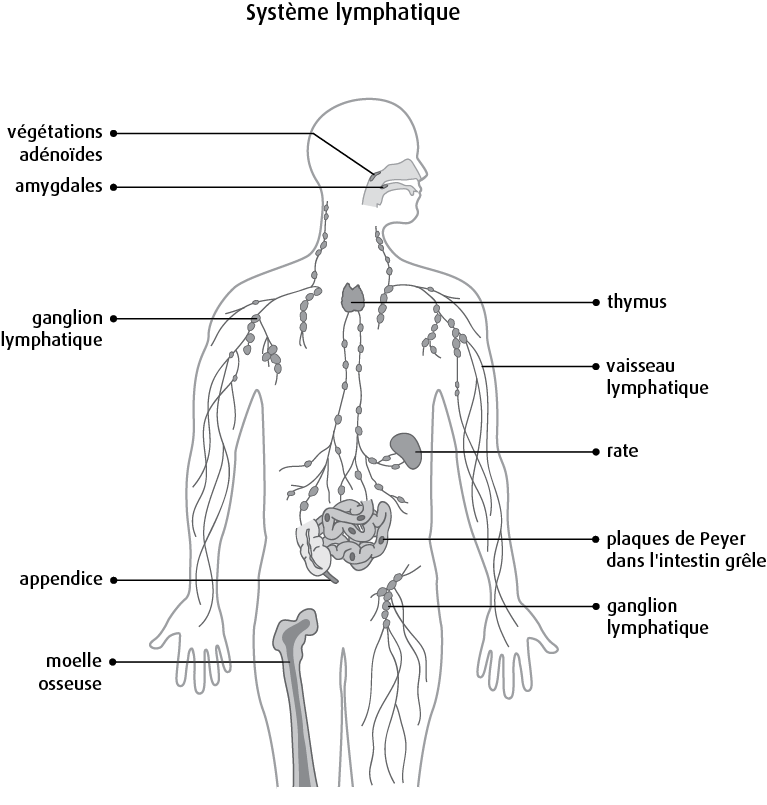 Système lymphatique
végétations
adénoïdes
amygdales
ganglion
lymphatique
appendice
moelle
osseuse
thymus
vaisseau
lymphatique
rate
plaques de Peyer
dans l'intestin grêle
ganglion
lymphatique